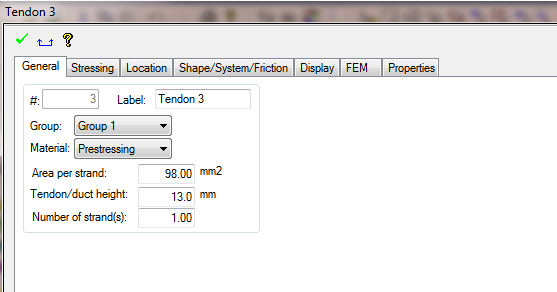 Tendon 3
?
General Stressing Location Shape/System/Friction Display FEM Properties
#: 3 Label: Tendon 3
Group: Group 1
Material: Prestressing
Area per strand: 98.00 mm2
Tendon/duct height: 13.0 mm
Number of strand(s): 1.00